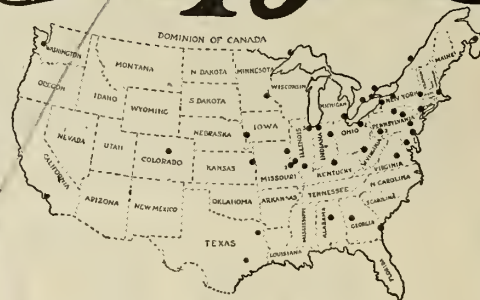 DOMINION OF CANADA
WASHINGTON
MONTANA
N DAKOTA
MINNESOTA
WISCONSIN
MICHIGAN
NEW YORK
MAINE
OREGON
IDAHO
WYOMING
S DAKOTA
IOWA
NEBRASKA
ILLINOIS
INDIANA
OHIO
PENNSYLVANIA
NEVADA
UTAH
COLORADO
KANSAS
MISSOURI
KENTUCKY
W.VIRGINIA
VIRGINIA
CALIFORNIA
ARIZONA
NEW MEXICO
OKLAHOMA
ARKANSAS
TENNESSEE
N CAROLINA
S CAROLINA
TEXAS
LOUISIANA
MISSISSIPPI
ALABAMA
GEORGIA
FLORIDA